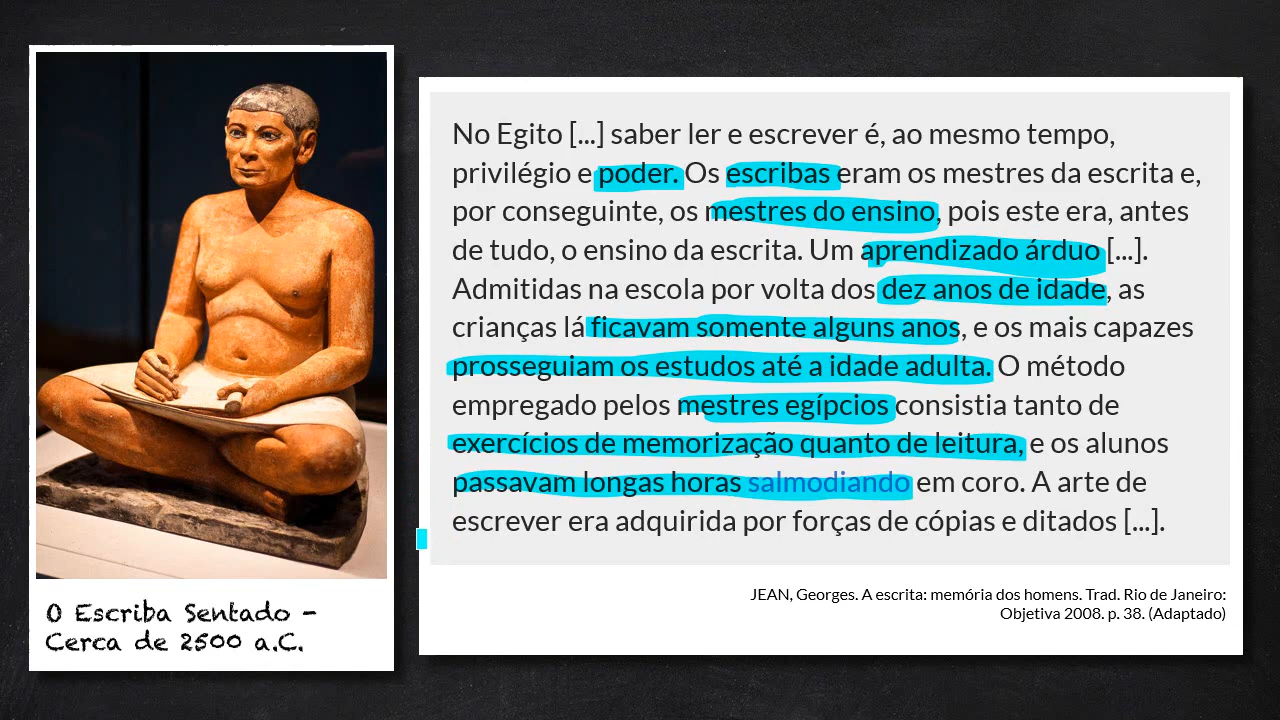 O Escriba Sentado -
Cerca de 2500 a.C.
No Egito [...] saber ler e escrever é, ao mesmo tempo,
privilégio e poder. Os escribas eram os mestres da escrita e,
por conseguinte, os mestres do ensino, pois este era, antes
de tudo, o ensino da escrita. Um aprendizado árduo [...].
Admitidas na escola por volta dos dez anos de idade, as
crianças lá ficavam somente alguns anos, e os mais capazes
prosseguiam os estudos até a idade adulta. O método
empregado pelos mestres egípcios consistia tanto de
exercícios de memorização quanto de leitura, e os alunos
passavam longas horas salmodiando em coro. A arte de
escrever era adquirida por forças de cópias e ditados [...].
JEAN, Georges. A escrita: memória dos homens. Trad. Rio de Janeiro:
Objetiva 2008. p. 38. (Adaptado)